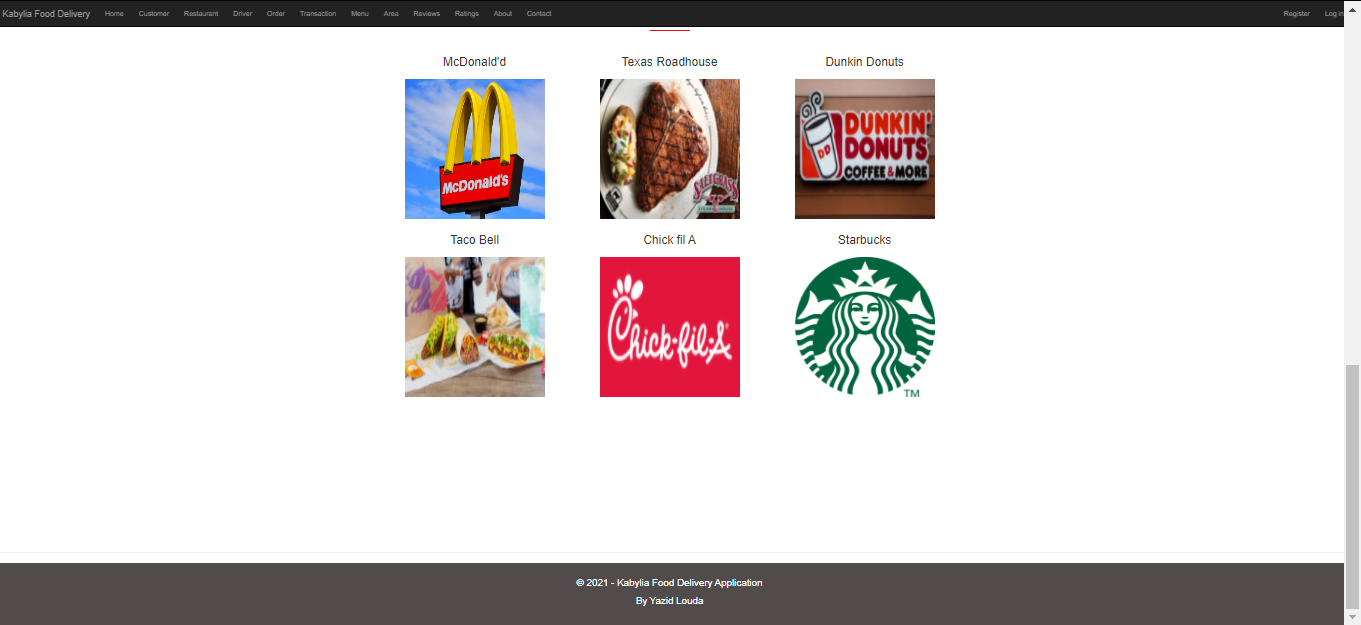 Kabylia Food Delivery Home Customer Restaurant Driver Order Transaction Menu Area Reviews Ratings About Contact Register Log in
McDonald'd Texas Roadhouse Dunkin Donuts
McDonald's
SALTGRASS
DUNKIN'
DONUTS
COFFEE & MORE
DD
Taco Bell Chick fil A Starbucks
Chick-fil-A
TM
© 2021 - Kabylia Food Delivery Application
By Yazid Louda